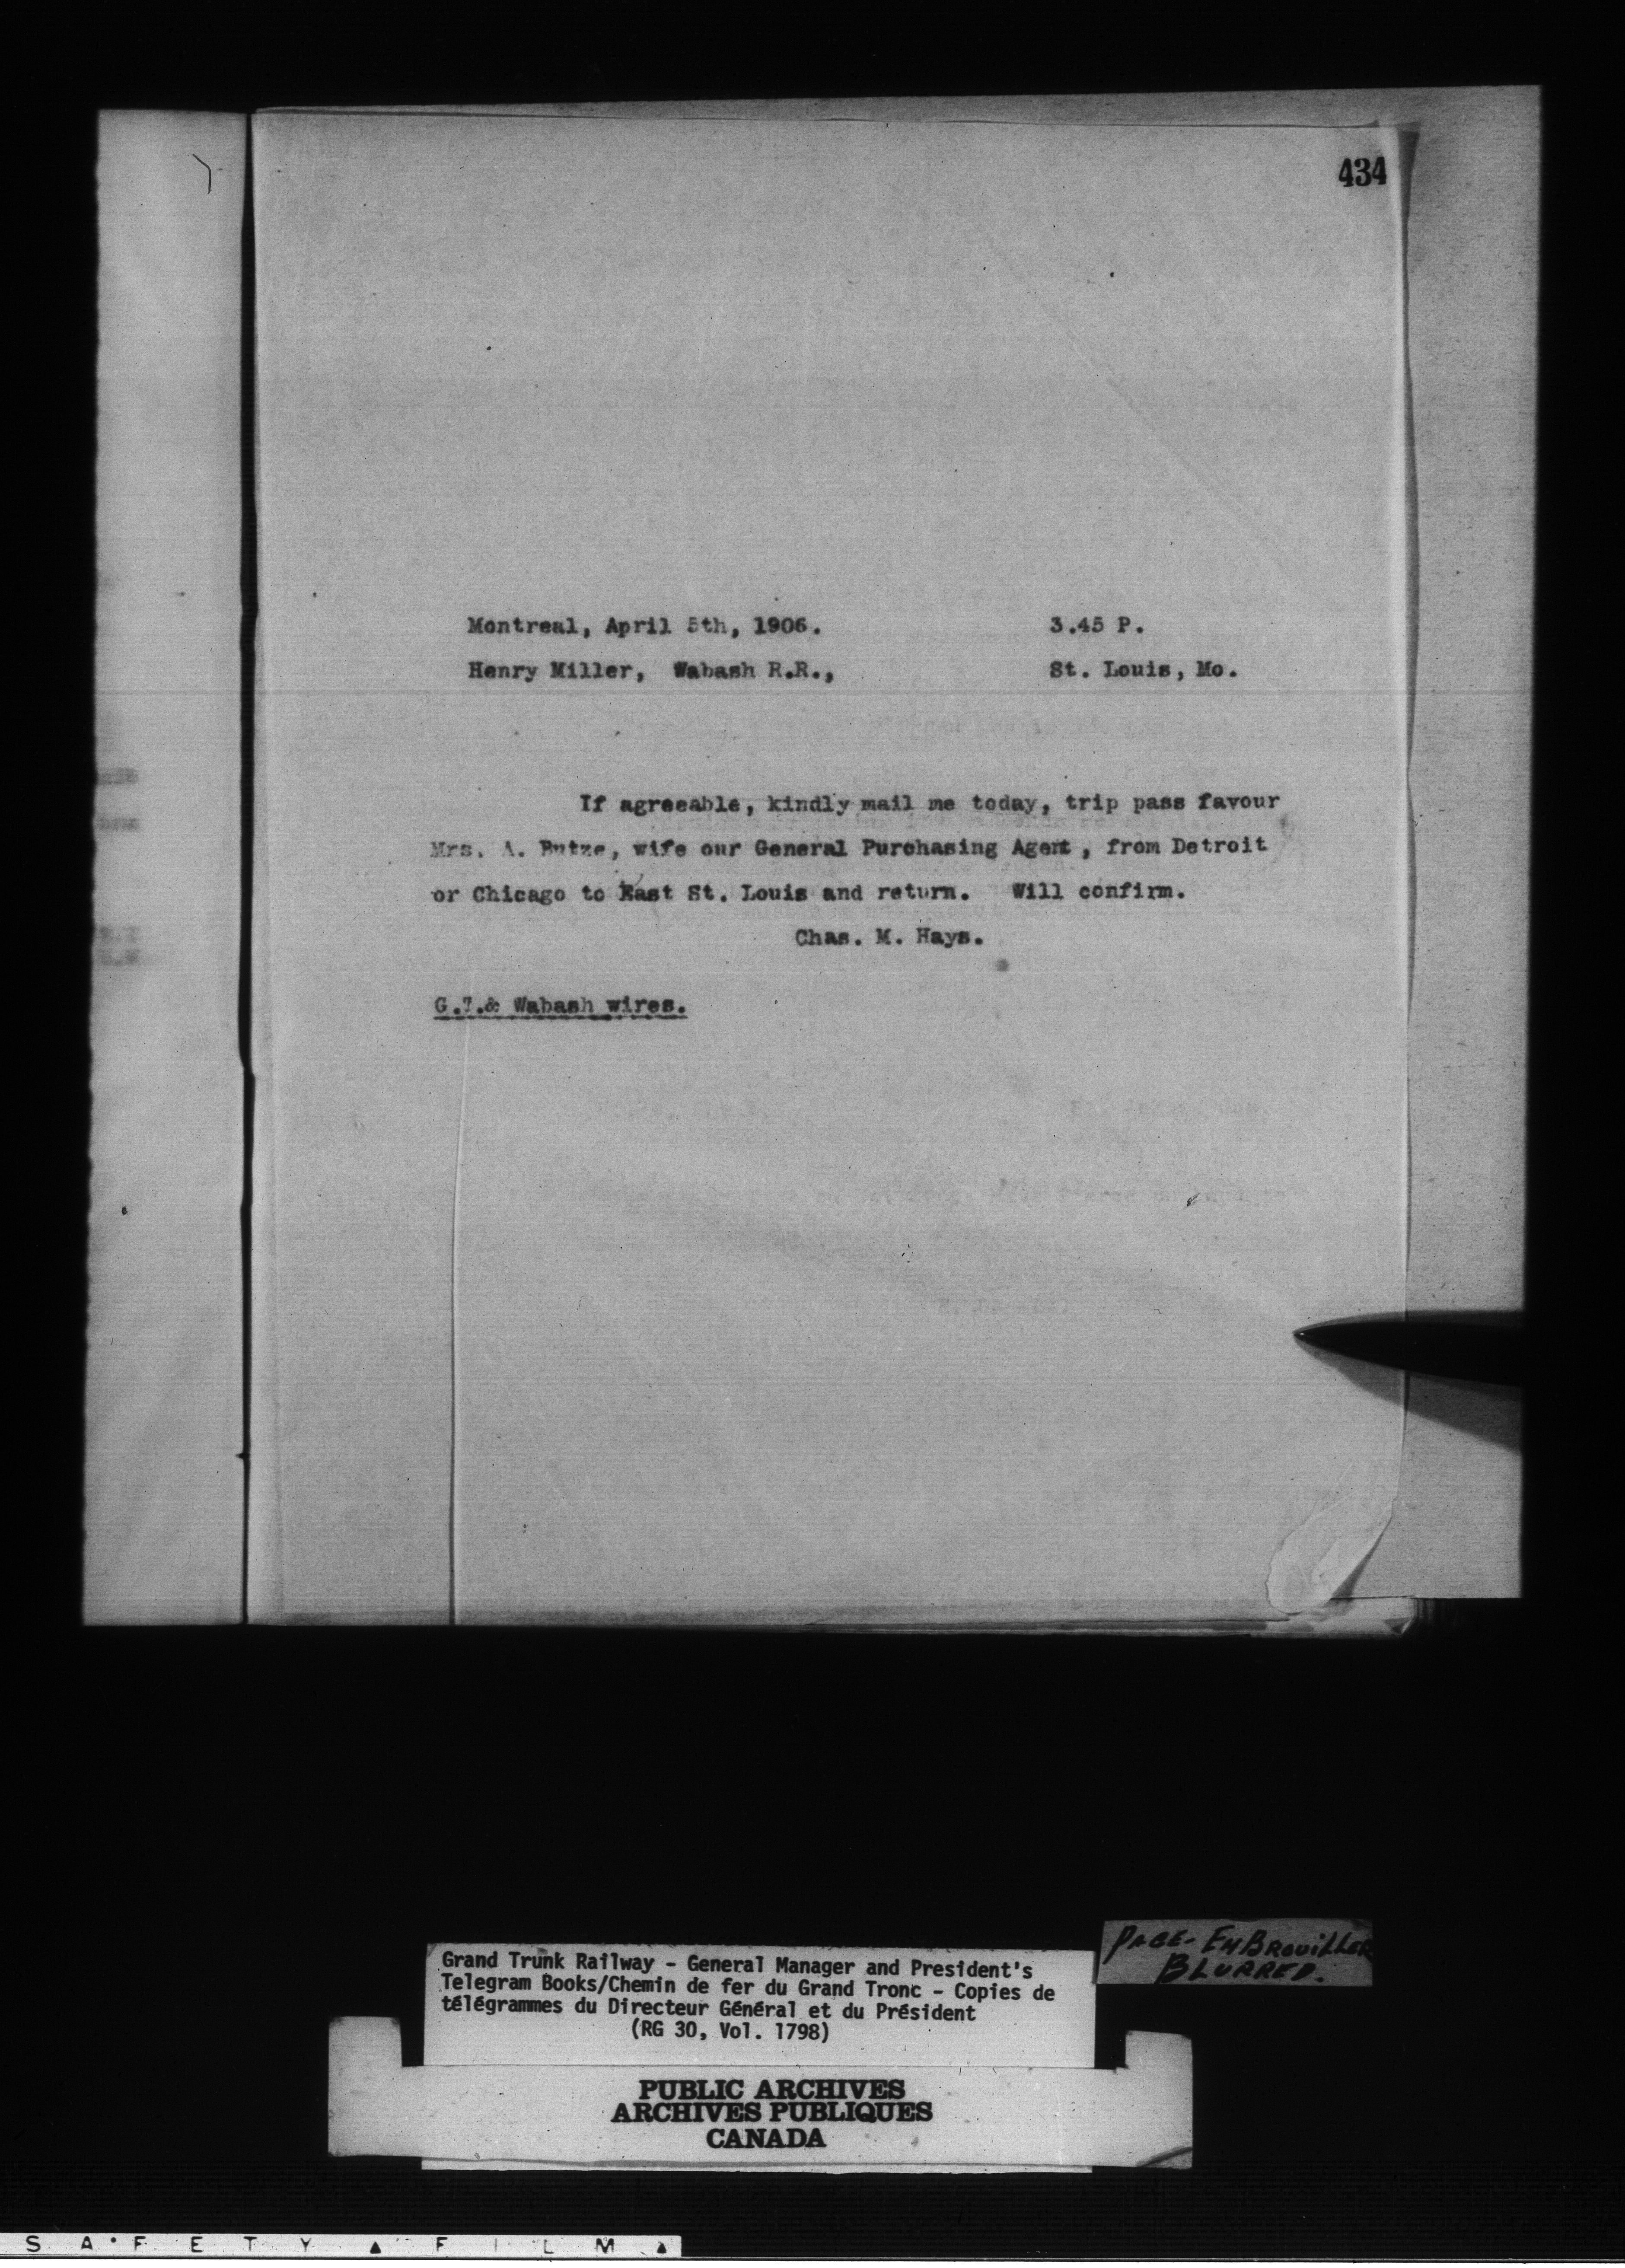 434
Montreal, April 5th, 1906. 3.45 P.
Henry Miller, Wabash R.R., St. Louis, Mo.
If agreeable, kindly mail me today, trip pass favour
Mrs. A. Butze, wife our General Purchasing Agent, from Detroit
or Chicago to East St. Louis and return. Will confirm.
Chas. M. Hays.
G.T.& Wabash wires.
PAGE - EMBROUILLER
BLURRED.
Grand Trunk Railway - General Manager and President's
Telegram Books/Chemin de fer du Grand Tronc - Copies de
télégrammes du Directeur Général et du Président
(RG 30, Vol. 1798)
PUBLIC ARCHIVES
ARCHIVES PUBLIQUES
CANADA
SAFETY FILM